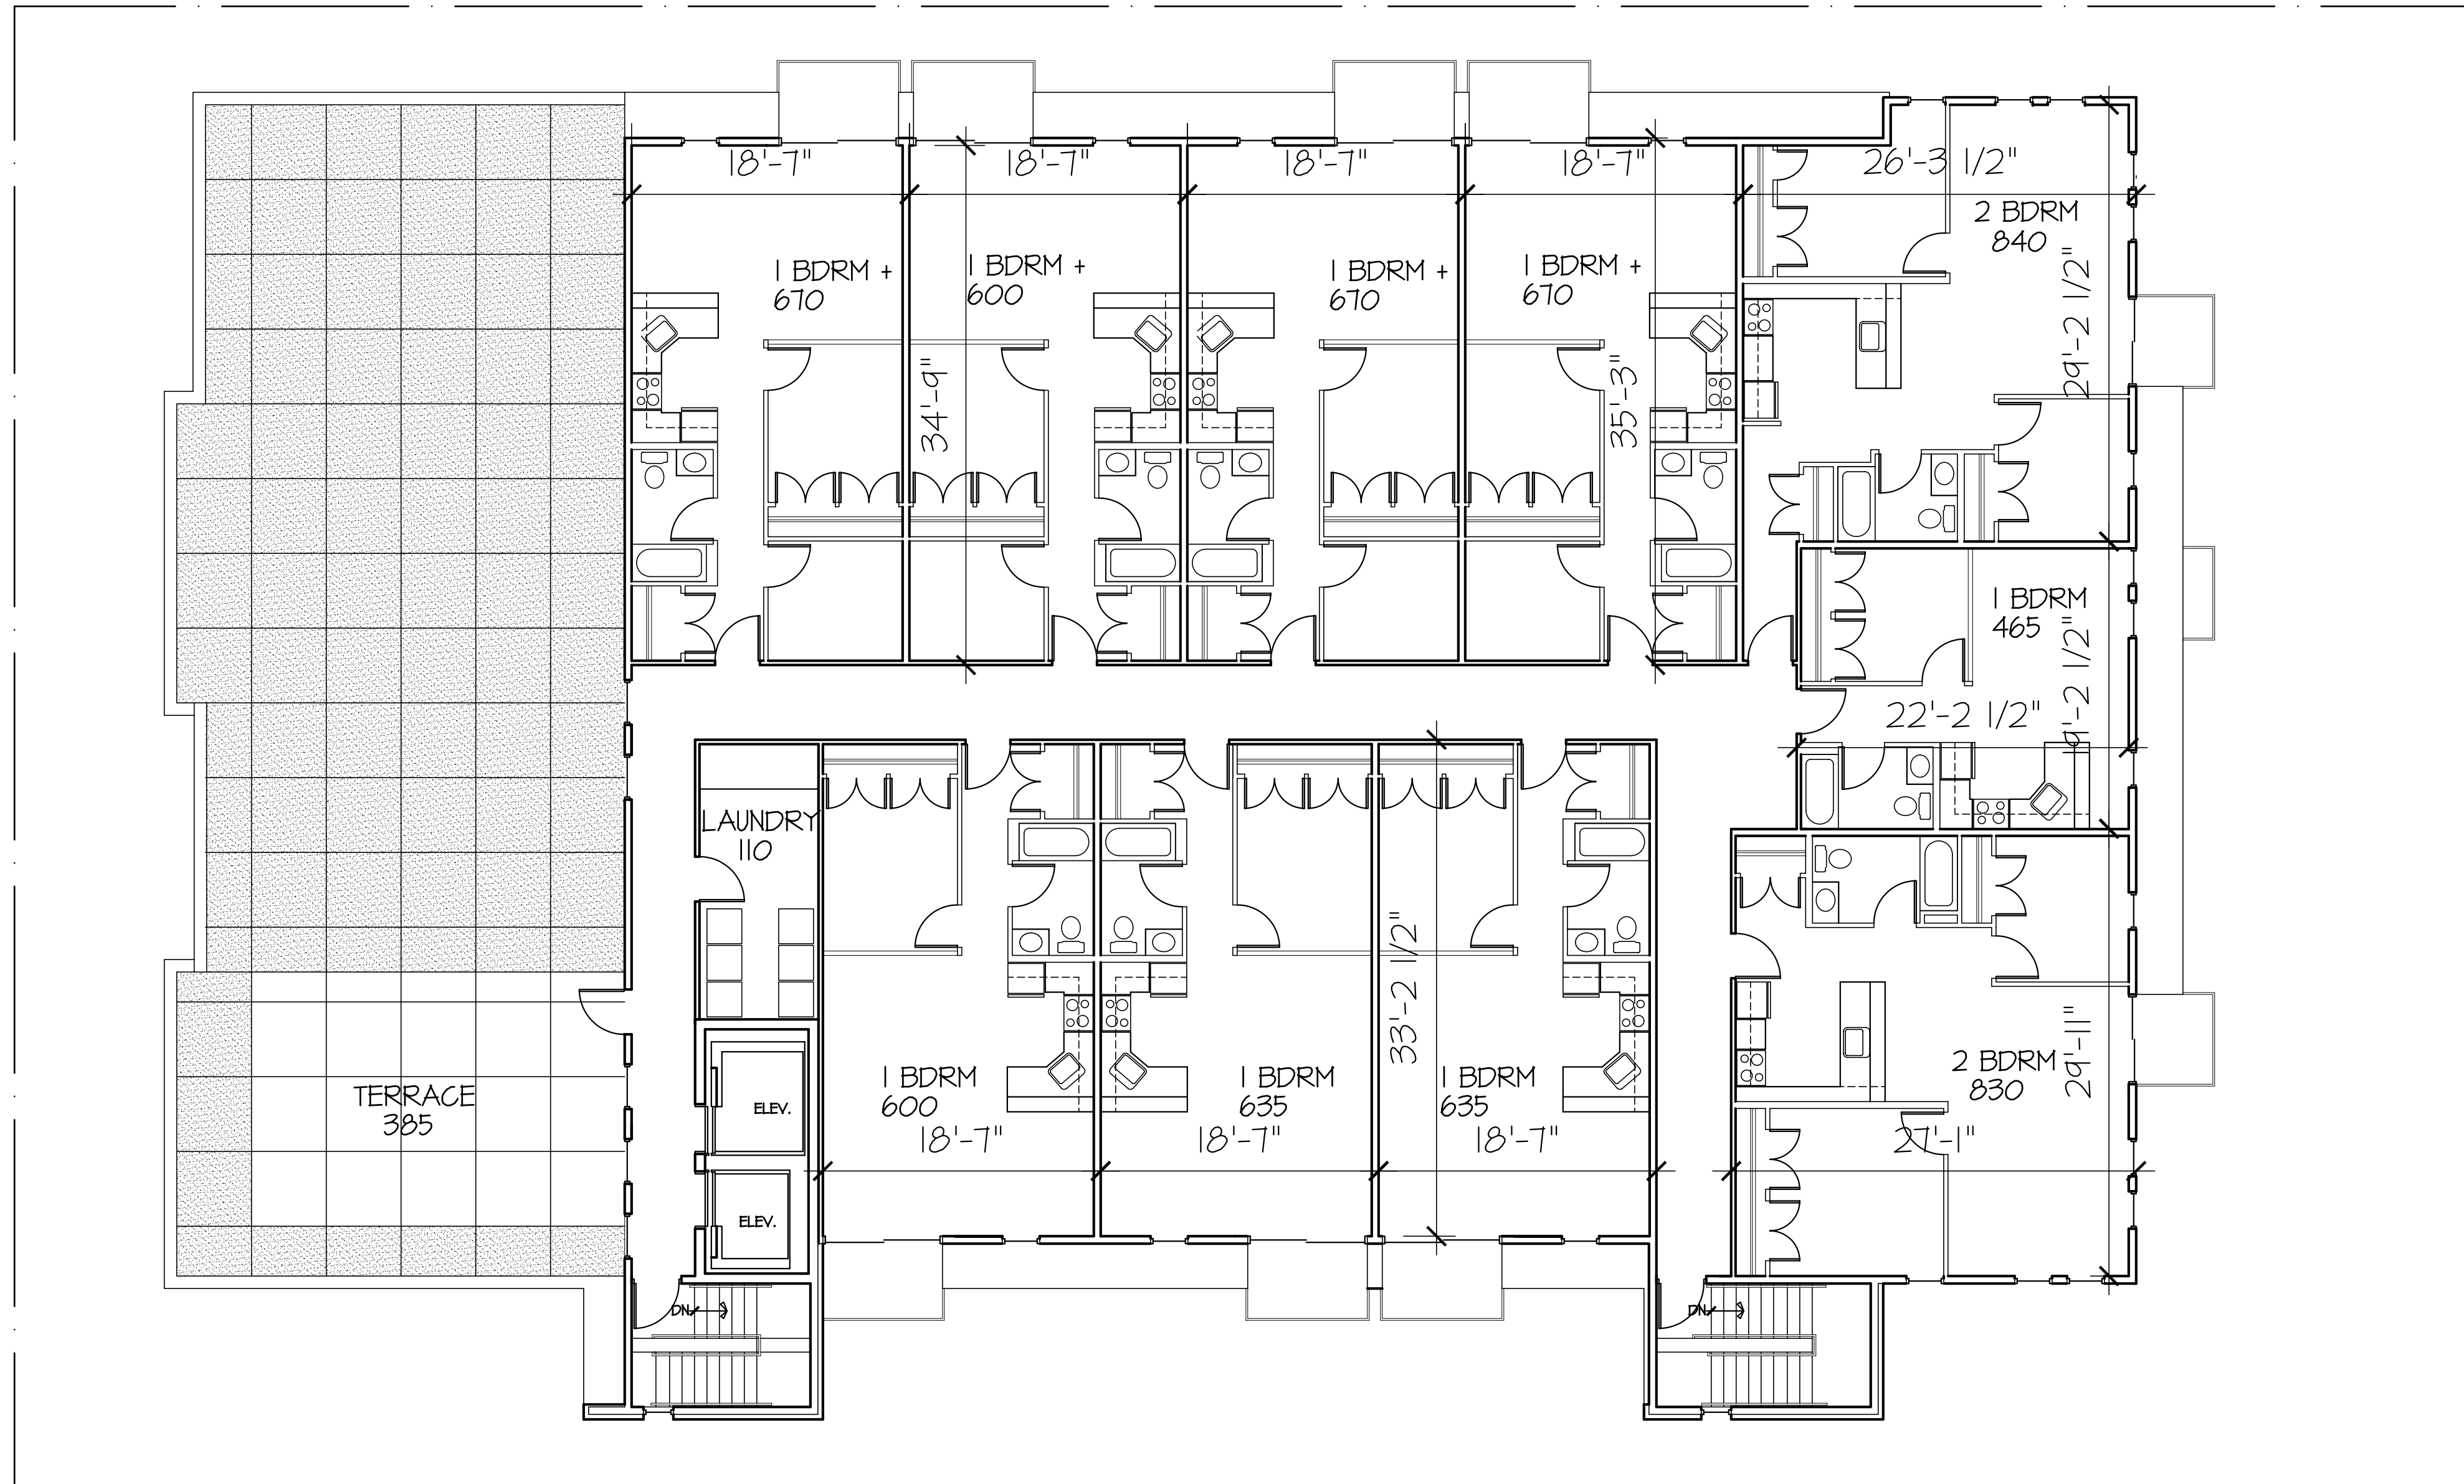 18'-7"
18'-7"
18'-7"
18'-7"
26'-3 1/2"
2 BDRM
840
1 BDRM +
670
1 BDRM +
600
1 BDRM +
670
1 BDRM +
670
29'-2 1/2"
34'-9"
35'-3"
1 BDRM
465
22'-2 1/2"
9'-2 1/2"
LAUNDRY
110
33'-2 1/2"
1 BDRM
600
18'-7"
1 BDRM
635
18'-7"
1 BDRM
635
18'-7"
2 BDRM
830
29'-11"
27'-1"
TERRACE
385
ELEV.
ELEV.
DN
DN